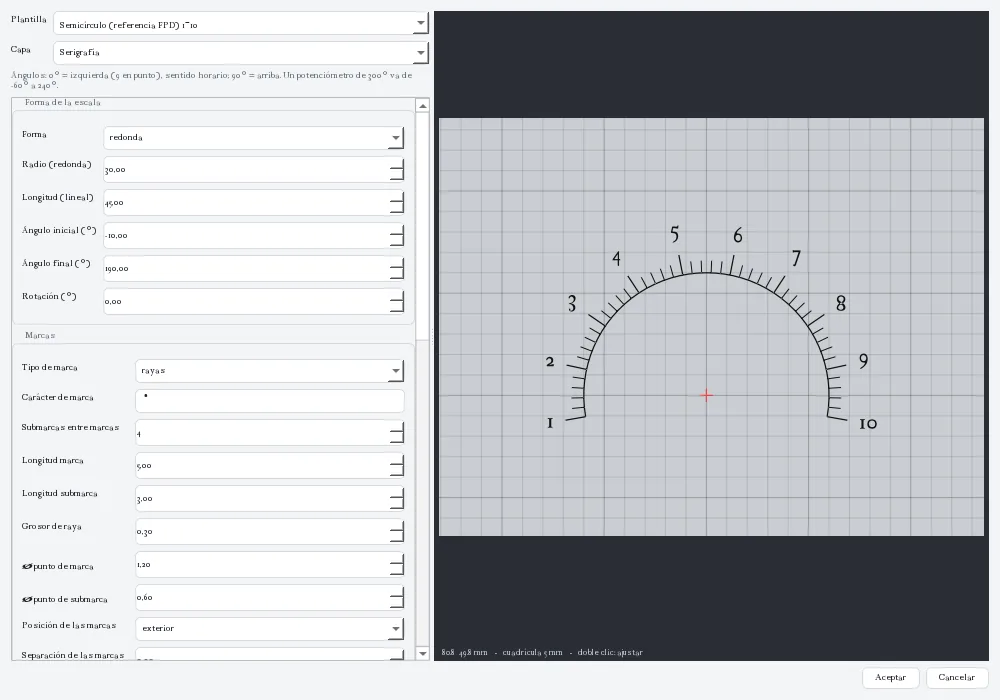 Plantilla
Semicírculo (referencia FPD) 1–10
Capa
Serigrafía
Ángulos: 0° = izquierda (9 en punto), sentido horario; 90° = arriba. Un potenciómetro de 300° va de
-60° a 240°.
Forma de la escala
Forma
redonda
Radio (redonda)
30,00
Longitud (lineal)
45,00
Ángulo inicial (°)
-10,00
Ángulo final (°)
190,00
Rotación (°)
0,00
Marcas
Tipo de marca
rayas
Carácter de marca
•
Submarcas entre marcas
4
Longitud marca
5,00
Longitud submarca
3,00
Grosor de raya
0,30
Ø punto de marca
1,20
Ø punto de submarca
0,60
Posición de las marcas
exterior
Separación de las marcas
1
2
3
4
5
6
7
8
9
10
cuadrícula 5 mm - doble clic: ajustar
Aceptar
Cancelar